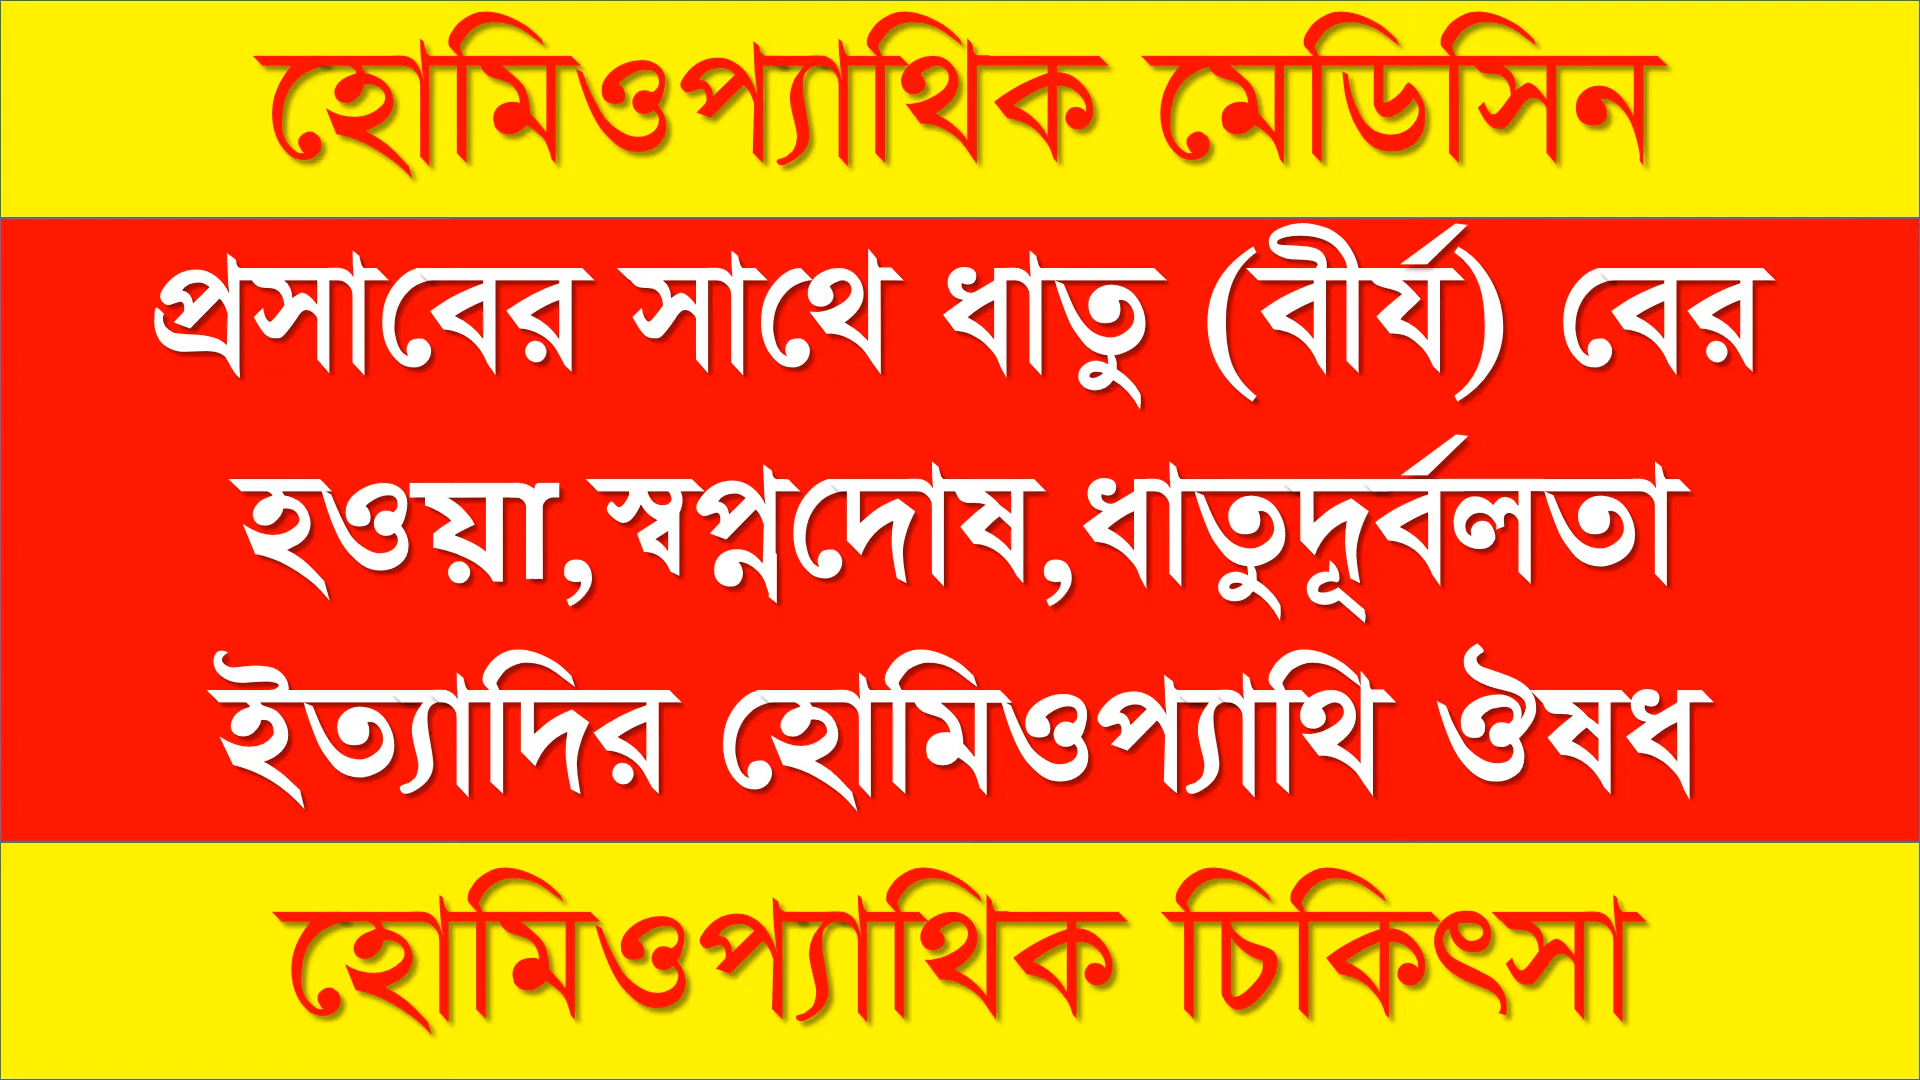 হোমিওপ্যাথিক মেডিসিন
প্রসাবের সাথে ধাতু (বীর্য) বের
হওয়া,স্বপ্নদোষ,ধাতুদূর্বলতা
ইত্যাদির হোমিওপ্যাথি ঔষধ
হোমিওপ্যাথিক চিকিৎসা